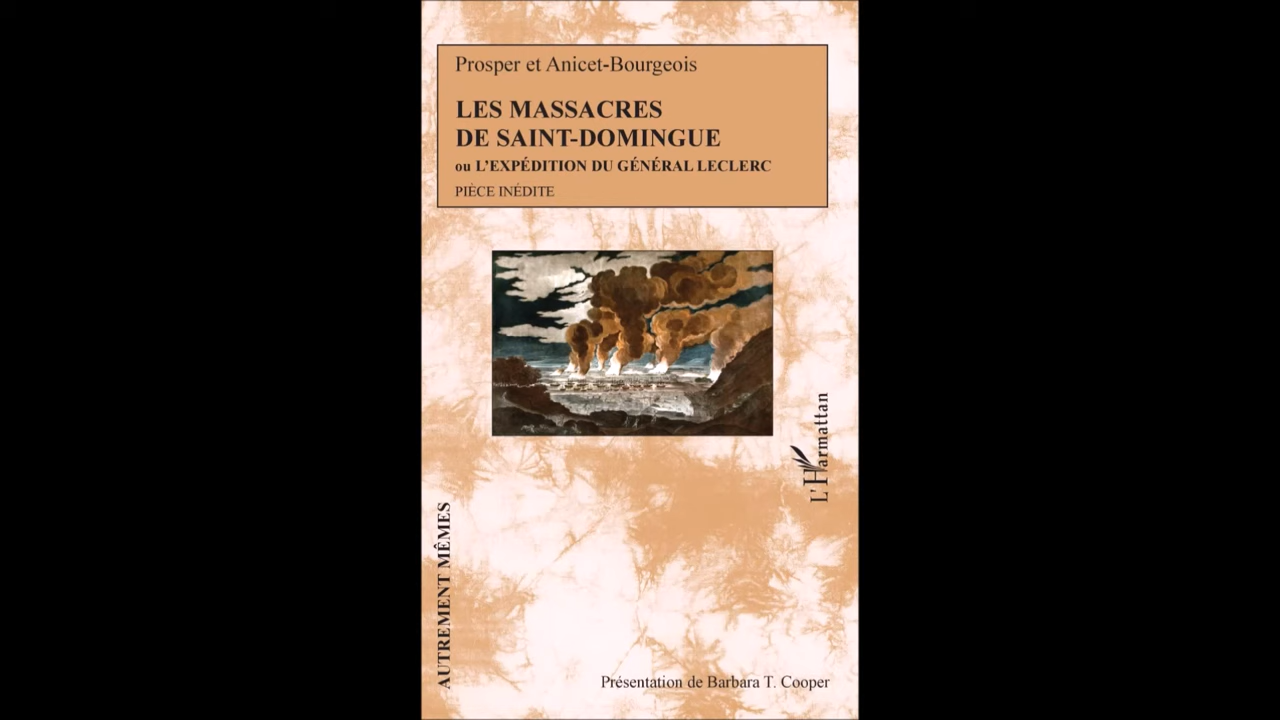 Prosper et Anicet-Bourgeois
LES MASSACRES
DE SAINT-DOMINGUE
ou L'EXPÉDITION DU GÉNÉRAL LECLERC
PIÈCE INÉDITE
L'Harmattan
AUTREMENT MÊMES
Présentation de Barbara T. Cooper